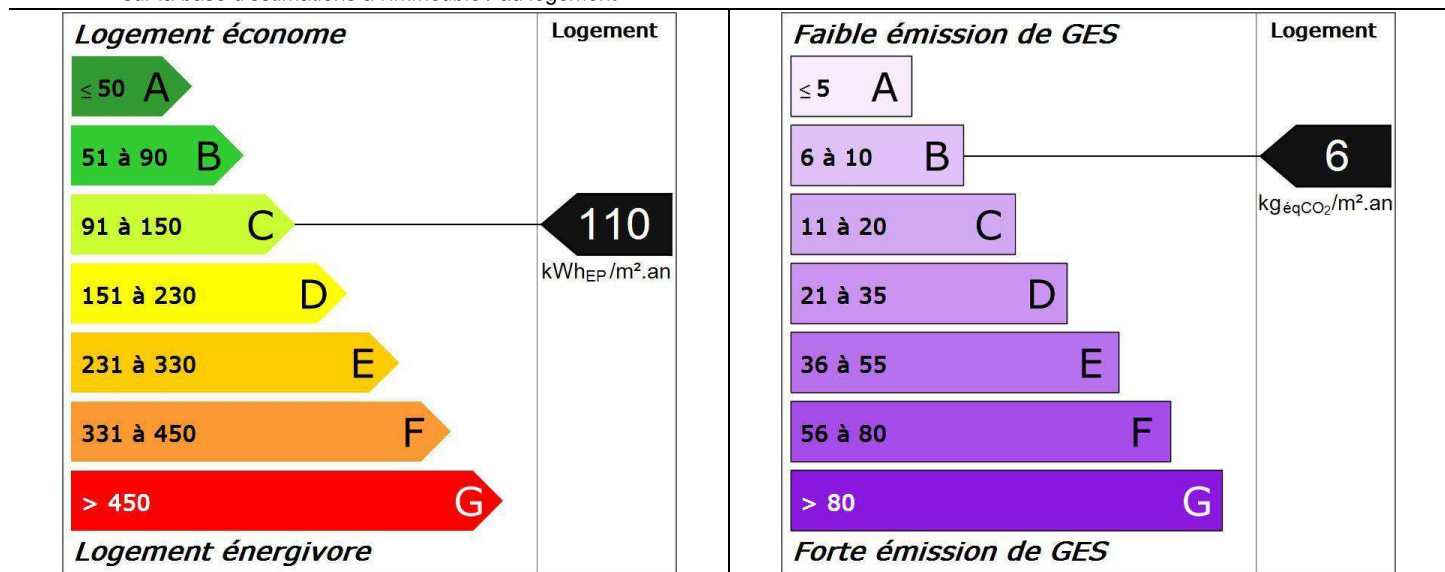 Logement économe
Logement
≤ 50 A
51 à 90 B
91 à 150 C
110
kWhEP/m².an
151 à 230 D
231 à 330 E
331 à 450 F
> 450 G
Logement énergivore
Faible émission de GES
Logement
≤ 5 A
6 à 10 B
6
kgéqCO2/m².an
11 à 20 C
21 à 35 D
36 à 55 E
56 à 80 F
> 80 G
Forte émission de GES